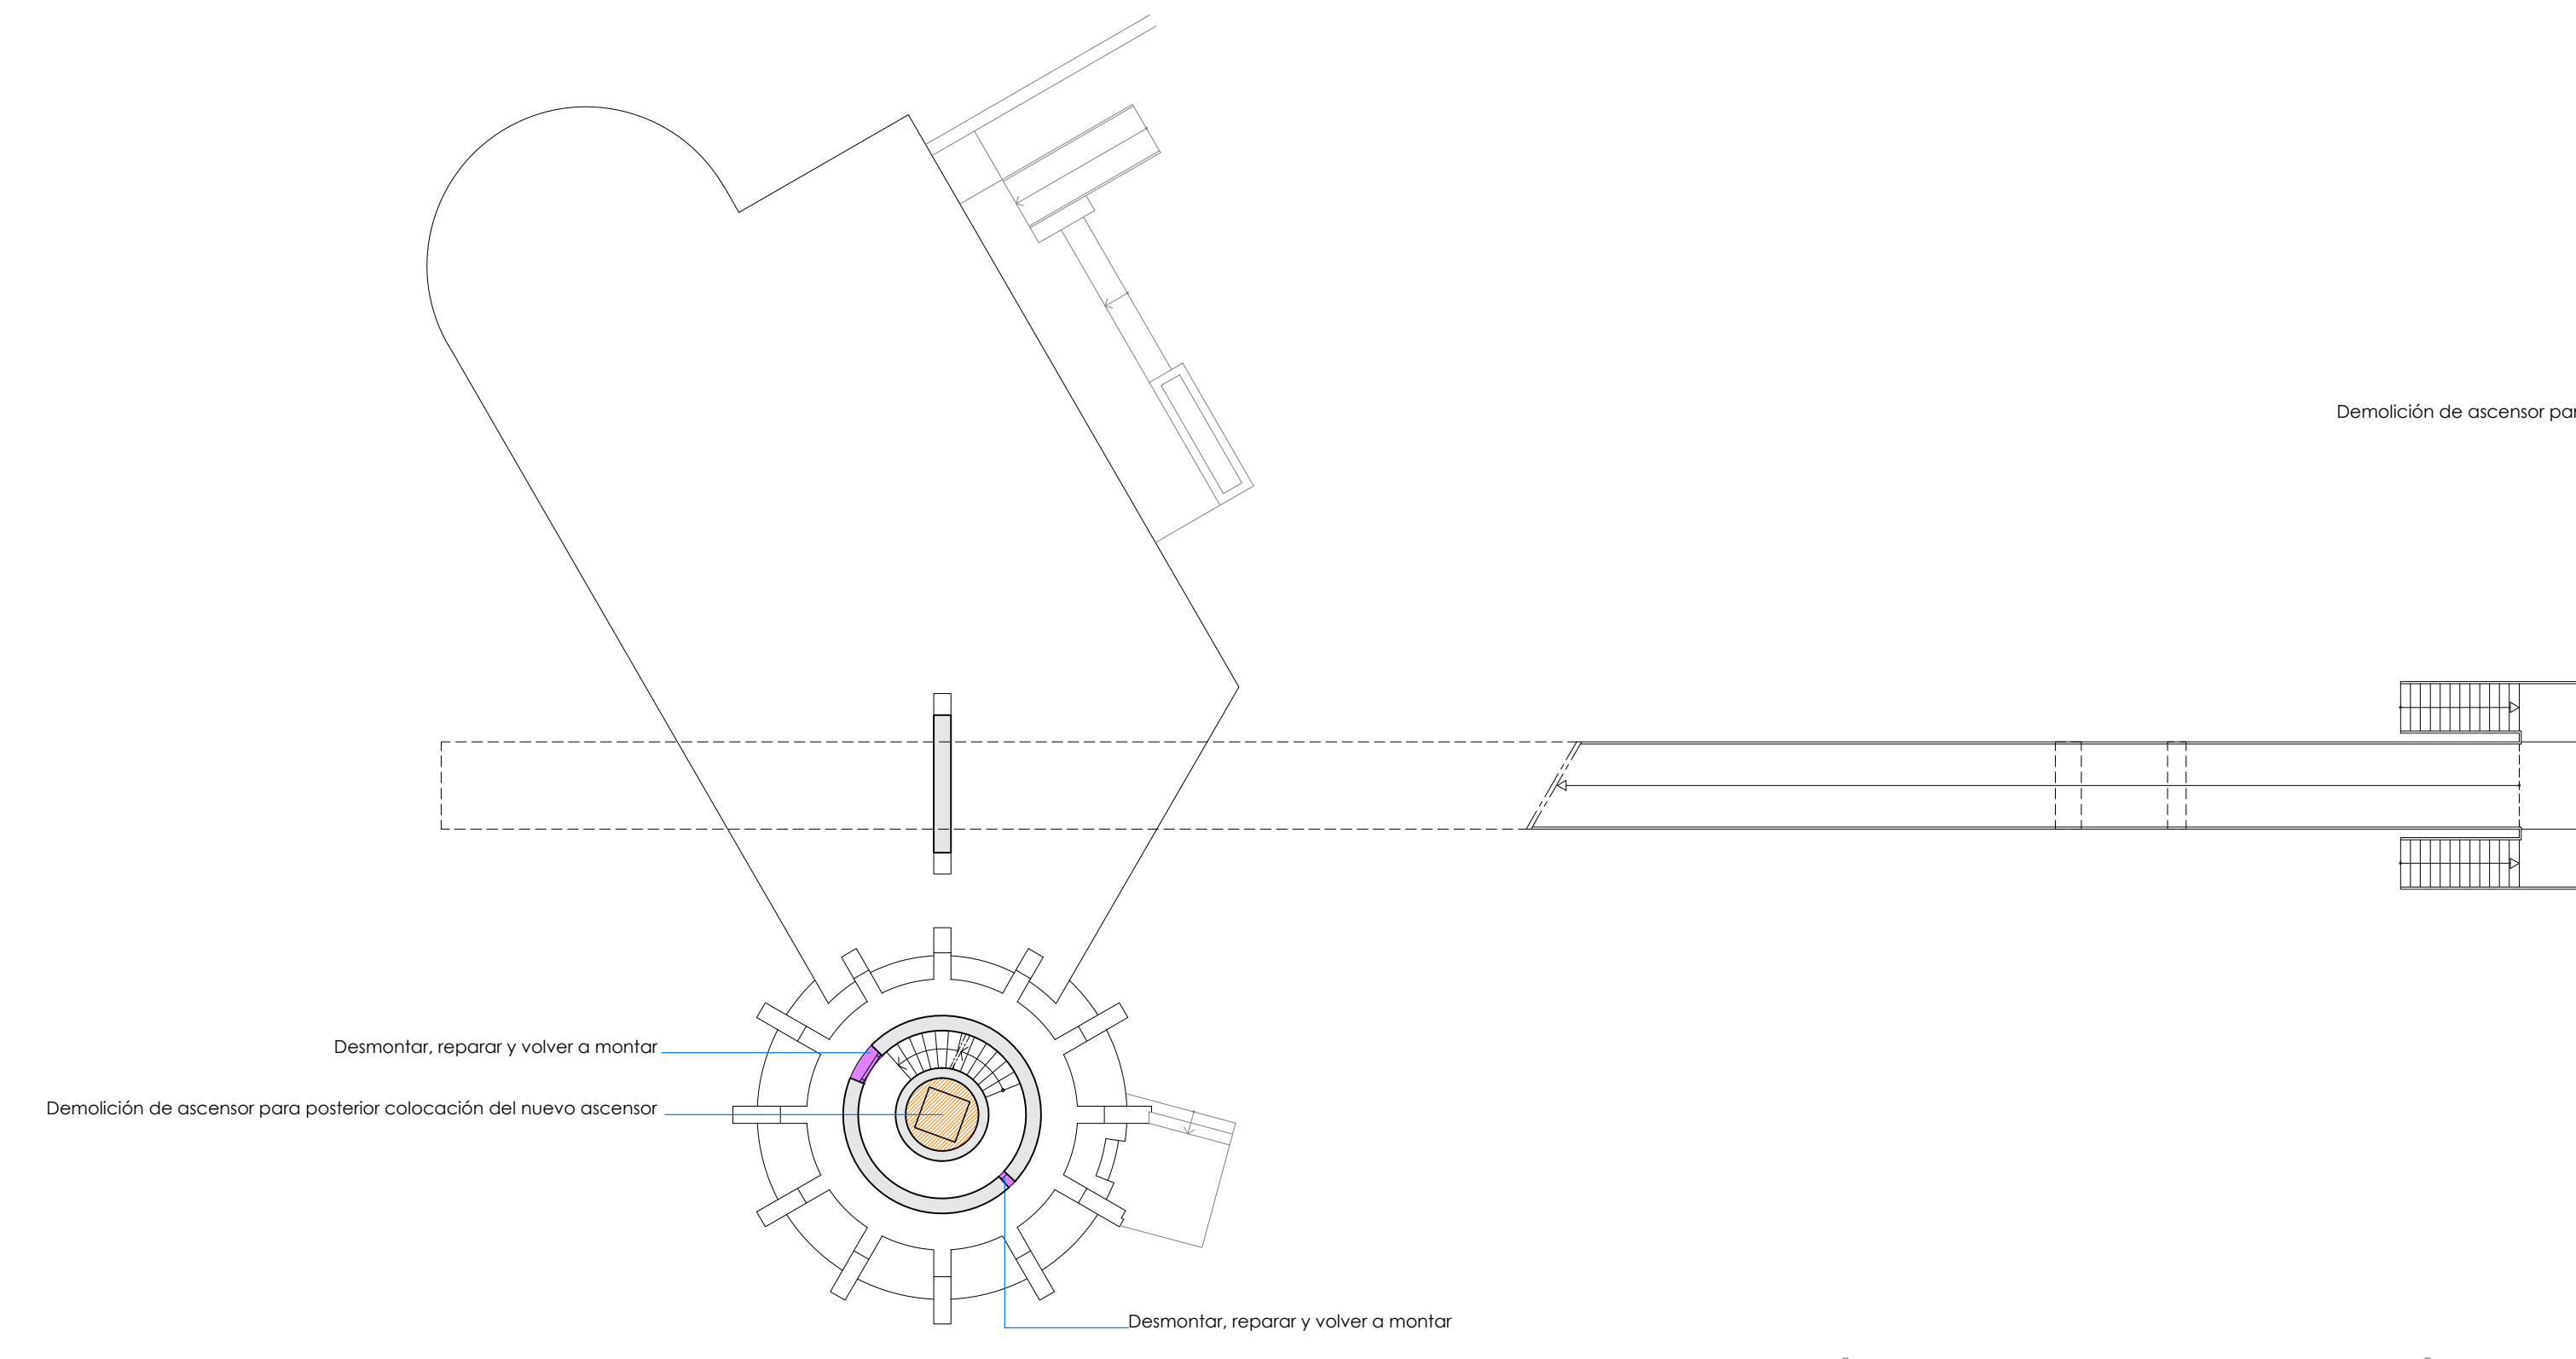 Demolición de ascensor par
Desmontar, reparar y volver a montar
Demolición de ascensor para posterior colocación del nuevo ascensor
Desmontar, reparar y volver a montar